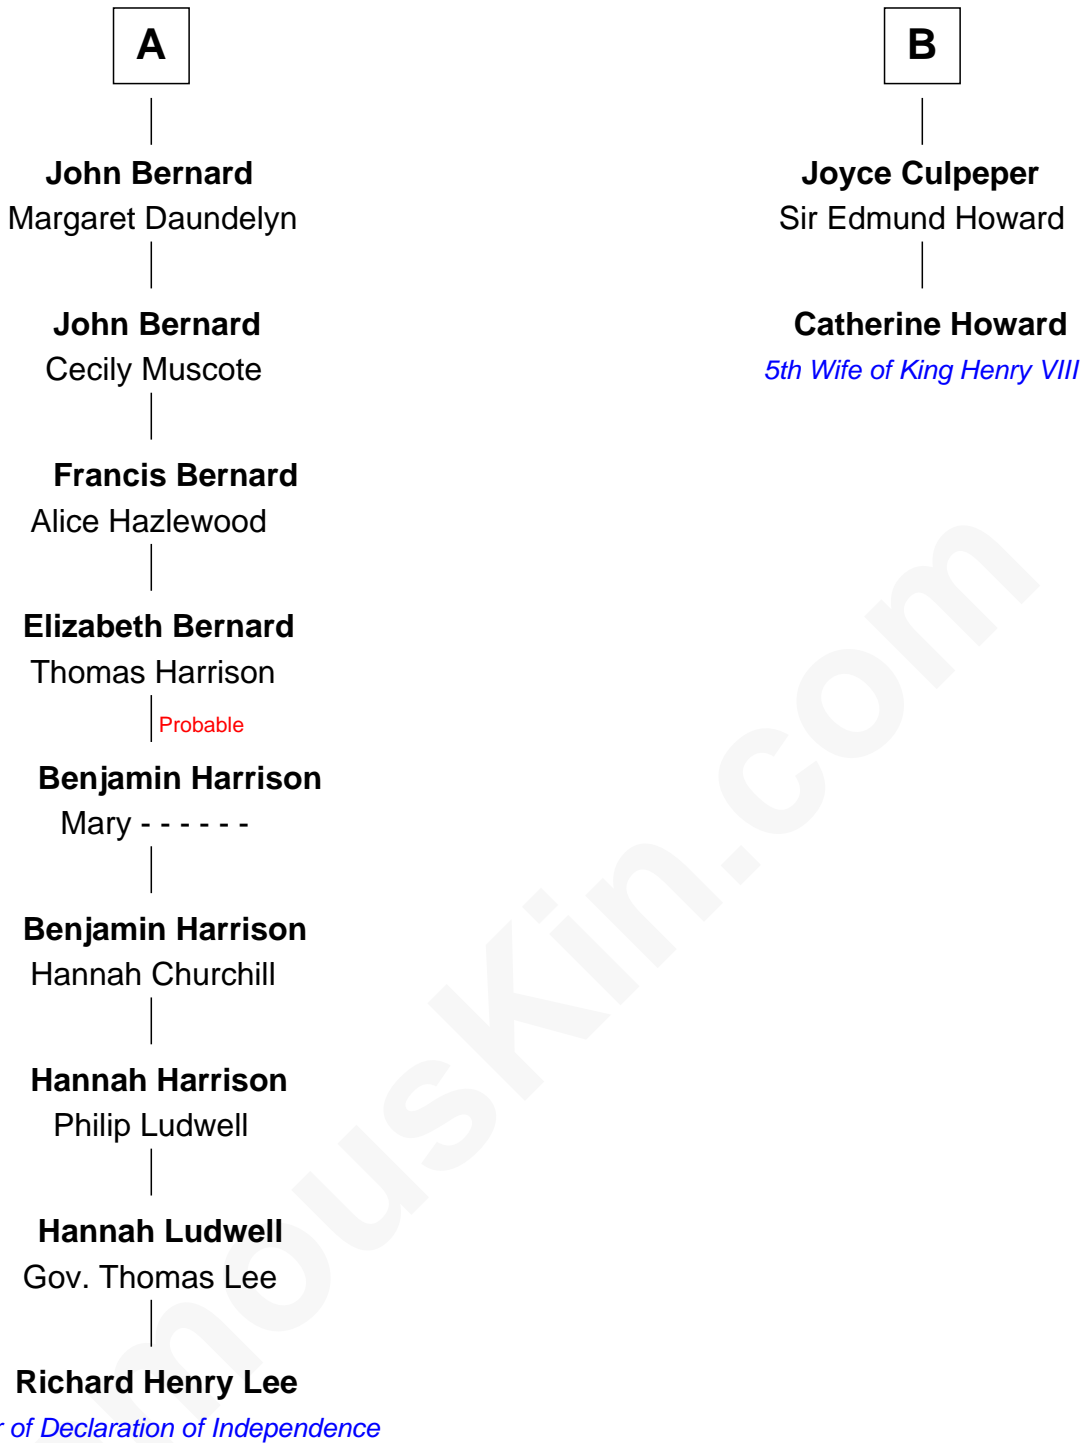 A
John Bernard
Margaret Daundelyn
John Bernard
Cecily Muscote
Francis Bernard
Alice Hazlewood
Elizabeth Bernard
Thomas Harrison
Probable
Benjamin Harrison
Mary - - - - - -
Benjamin Harrison
Hannah Churchill
Hannah Harrison
Philip Ludwell
Hannah Ludwell
Gov. Thomas Lee
Richard Henry Lee
r of Declaration of Independence
B
Joyce Culpeper
Sir Edmund Howard
Catherine Howard
5th Wife of King Henry VIII
mousKin.com